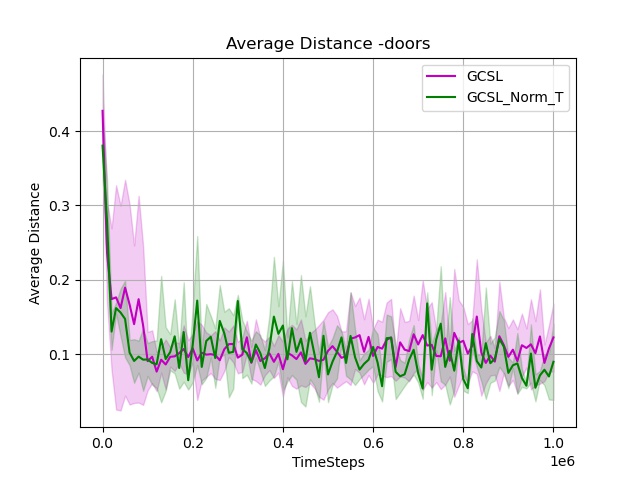 Average Distance -doors
GCSL
GCSL_Norm_T
Average Distance
0.4
0.3
0.2
0.1
0.0 0.2 0.4 0.6 0.8 1.0
TimeSteps
1e6